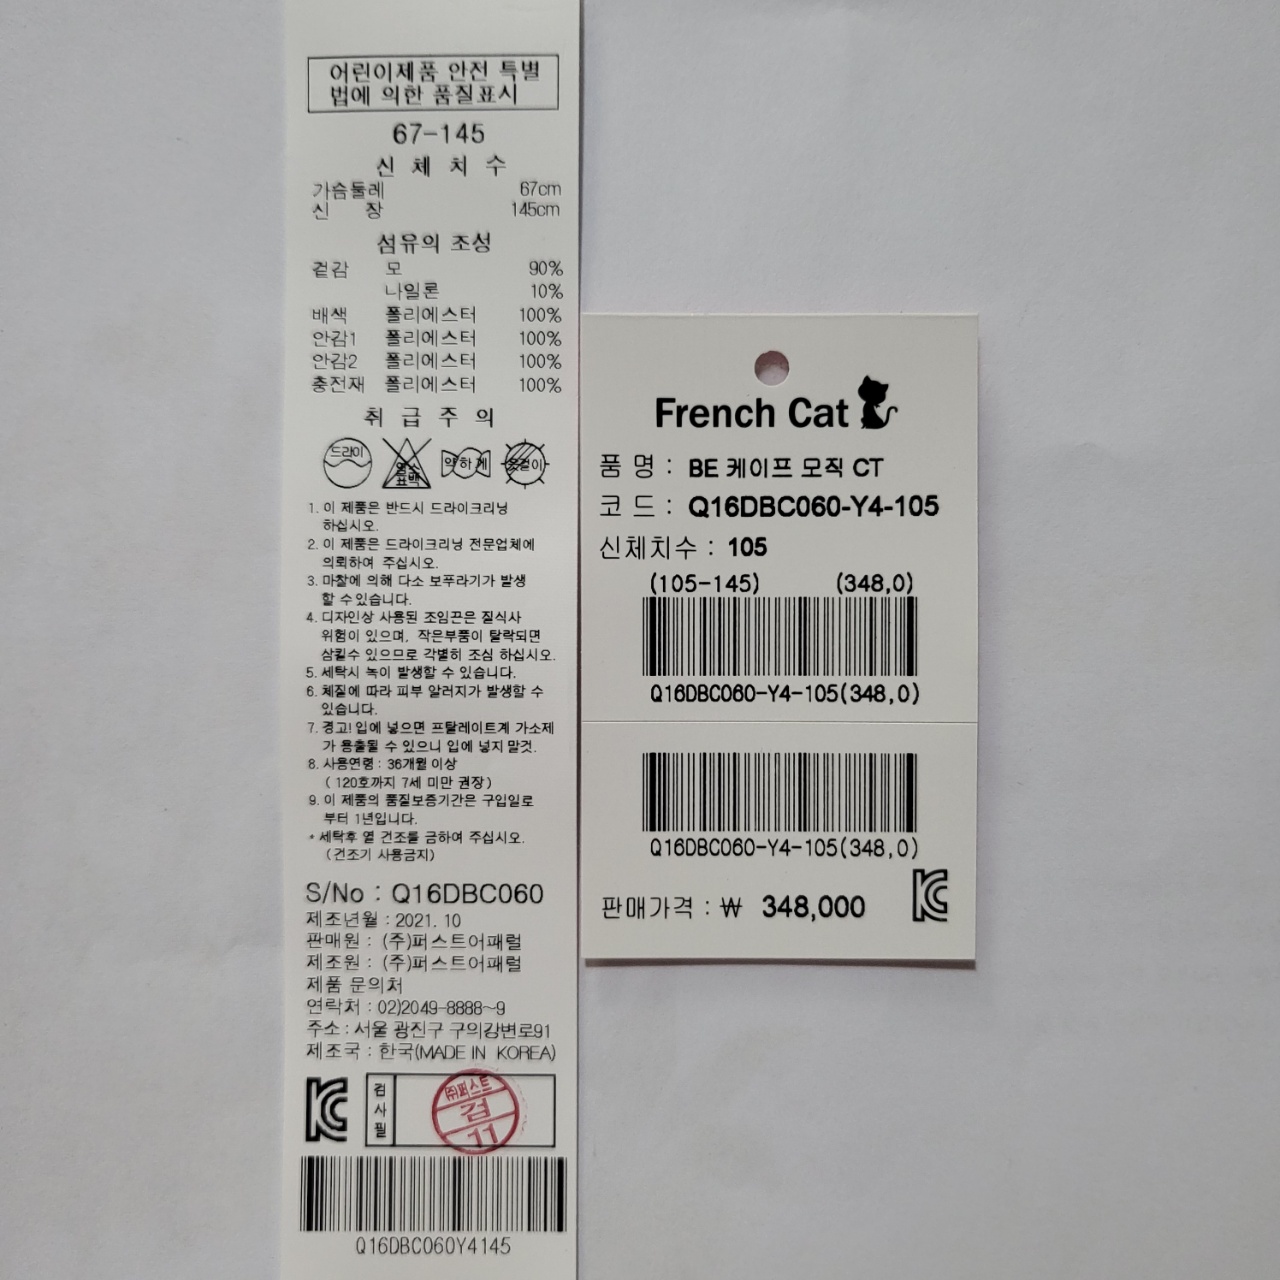 어린이제품 안전 특별
법에 의한 품질표시
67-145
신 체 치 수
가슴둘레 67cm
신 장 145cm
섬유의 조성
겉감 모 90%
나일론 10%
배색 폴리에스터 100%
안감1 폴리에스터 100%
안감2 폴리에스터 100%
충전재 폴리에스터 100%
취 급 주 의
드라이 염소 표백 약하게 옷걸이
1. 이 제품은 반드시 드라이크리닝
하십시오.
2. 이 제품은 드라이크리닝 전문업체에
의뢰하여 주십시오.
3. 마찰에 의해 다소 보푸라기가 발생
할 수있습니다.
4. 디자인상 사용된 조임끈은 질식사
위험이 있으며, 작은부품이 탈락되면
삼킬수 있으므로 각별히 조심 하십시오.
5. 세탁시 녹이 발생할 수 있습니다.
6. 체질에 따라 피부 알러지가 발생할 수
있습니다.
7. 경고! 입에 넣으면 프탈레이트계 가소제
가 용출될 수 있으니 입에 넣지 말것.
8. 사용연령 : 36개월 이상
( 120호까지 7세 미만 권장 )
9. 이 제품의 품질보증기간은 구입일로
부터 1년입니다.
* 세탁후 열 건조를 금하여 주십시오.
(건조기 사용금지)
S/No : Q16DBC060
제조년월 : 2021. 10
판매원 : (주)퍼스트어패럴
제조원 : (주)퍼스트어패럴
제품 문의처
연락처 : 02)2049-8888~9
주소 : 서울 광진구 구의강변로91
제조국 : 한국(MADE IN KOREA)
KC
검
사
필
㈜퍼스트
검
11
Q16DBC060Y4145
French Cat
품 명 : BE 케이프 모직 CT
코 드 : Q16DBC060-Y4-105
신체치수 : 105
(105-145) (348,0)
Q16DBC060-Y4-105(348,0)
Q16DBC060-Y4-105(348,0)
판매가격 : ₩ 348,000
KC